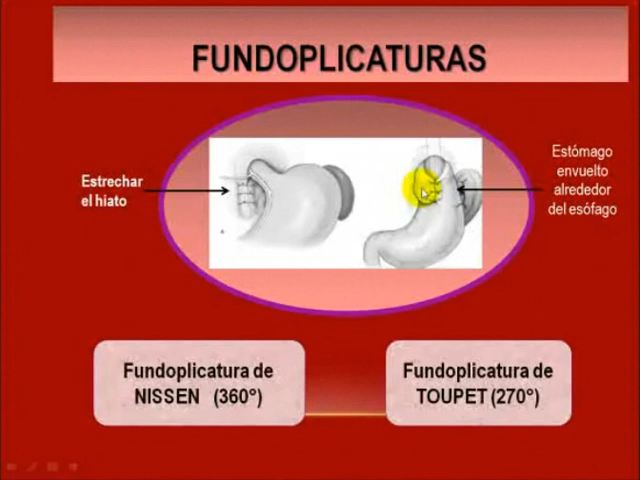 FUNDOPLICATURAS
Estrechar
el hiato
Estómago
envuelto
alrededor
del esófago
Fundoplicatura de
NISSEN (360°)
Fundoplicatura de
TOUPET (270°)